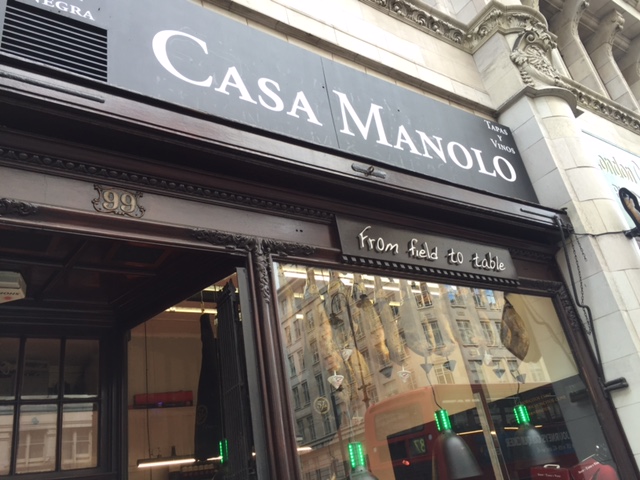 NEGRA
CASA MANOLO
TAPAS
Y
VINOS
99
from field to table